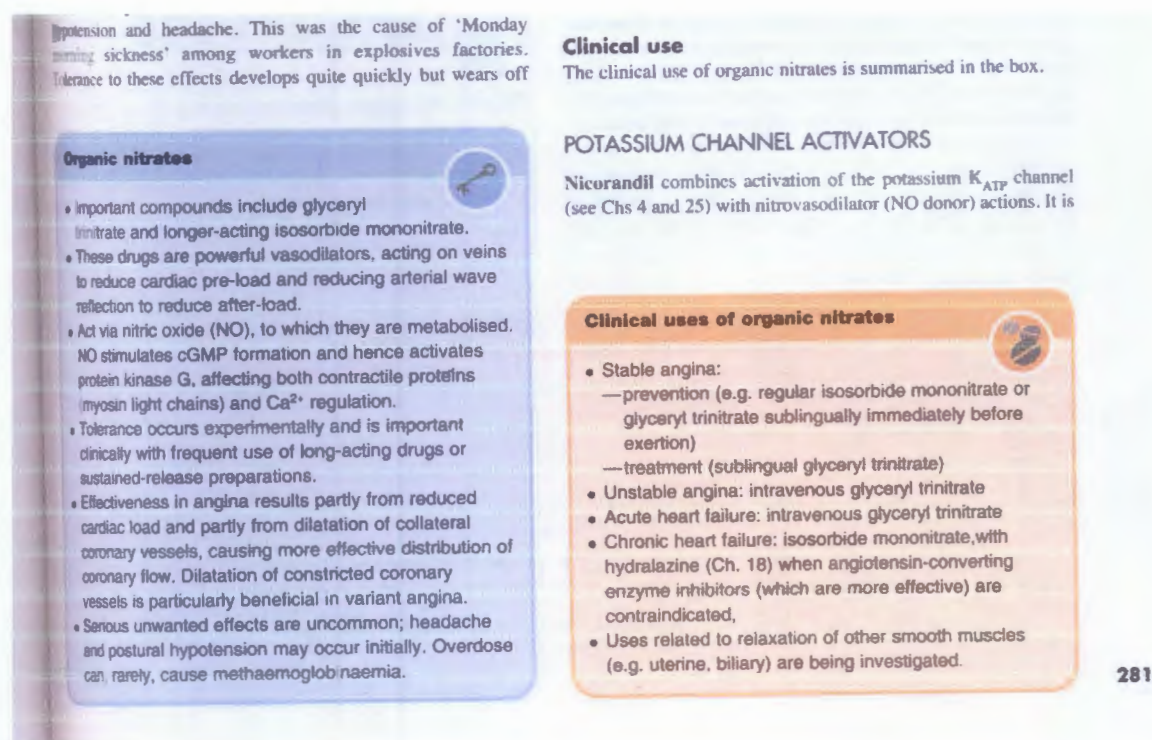 hypotension and headache. This was the cause of 'Monday
morning sickness' among workers in explosives factories.
Tolerance to these effects develops quite quickly but wears off
Organic nitrates
• Important compounds include glyceryl
trinitrate and longer-acting isosorbide mononitrate.
• These drugs are powerful vasodilators, acting on veins
to reduce cardiac pre-load and reducing arterial wave
reflection to reduce after-load.
• Act via nitric oxide (NO), to which they are metabolised.
NO stimulates cGMP formation and hence activates
protein kinase G, affecting both contractile proteins
(myosin light chains) and Ca²⁺ regulation.
• Tolerance occurs experimentally and is important
clinically with frequent use of long-acting drugs or
sustained-release preparations.
• Effectiveness in angina results partly from reduced
cardiac load and partly from dilatation of collateral
coronary vessels, causing more effective distribution of
coronary flow. Dilatation of constricted coronary
vessels is particularly beneficial in variant angina.
• Serious unwanted effects are uncommon; headache
and postural hypotension may occur initially. Overdose
can, rarely, cause methaemoglobinaemia.
Clinical use
The clinical use of organic nitrates is summarised in the box.
POTASSIUM CHANNEL ACTIVATORS
Nicorandil combines activation of the potassium K_ATP channel
(see Chs 4 and 25) with nitrovasodilator (NO donor) actions. It is
Clinical uses of organic nitrates
• Stable angina:
—prevention (e.g. regular isosorbide mononitrate or
glyceryl trinitrate sublingually immediately before
exertion)
—treatment (sublingual glyceryl trinitrate)
• Unstable angina: intravenous glyceryl trinitrate
• Acute heart failure: intravenous glyceryl trinitrate
• Chronic heart failure: isosorbide mononitrate,with
hydralazine (Ch. 18) when angiotensin-converting
enzyme inhibitors (which are more effective) are
contraindicated,
• Uses related to relaxation of other smooth muscles
(e.g. uterine, biliary) are being investigated.
281